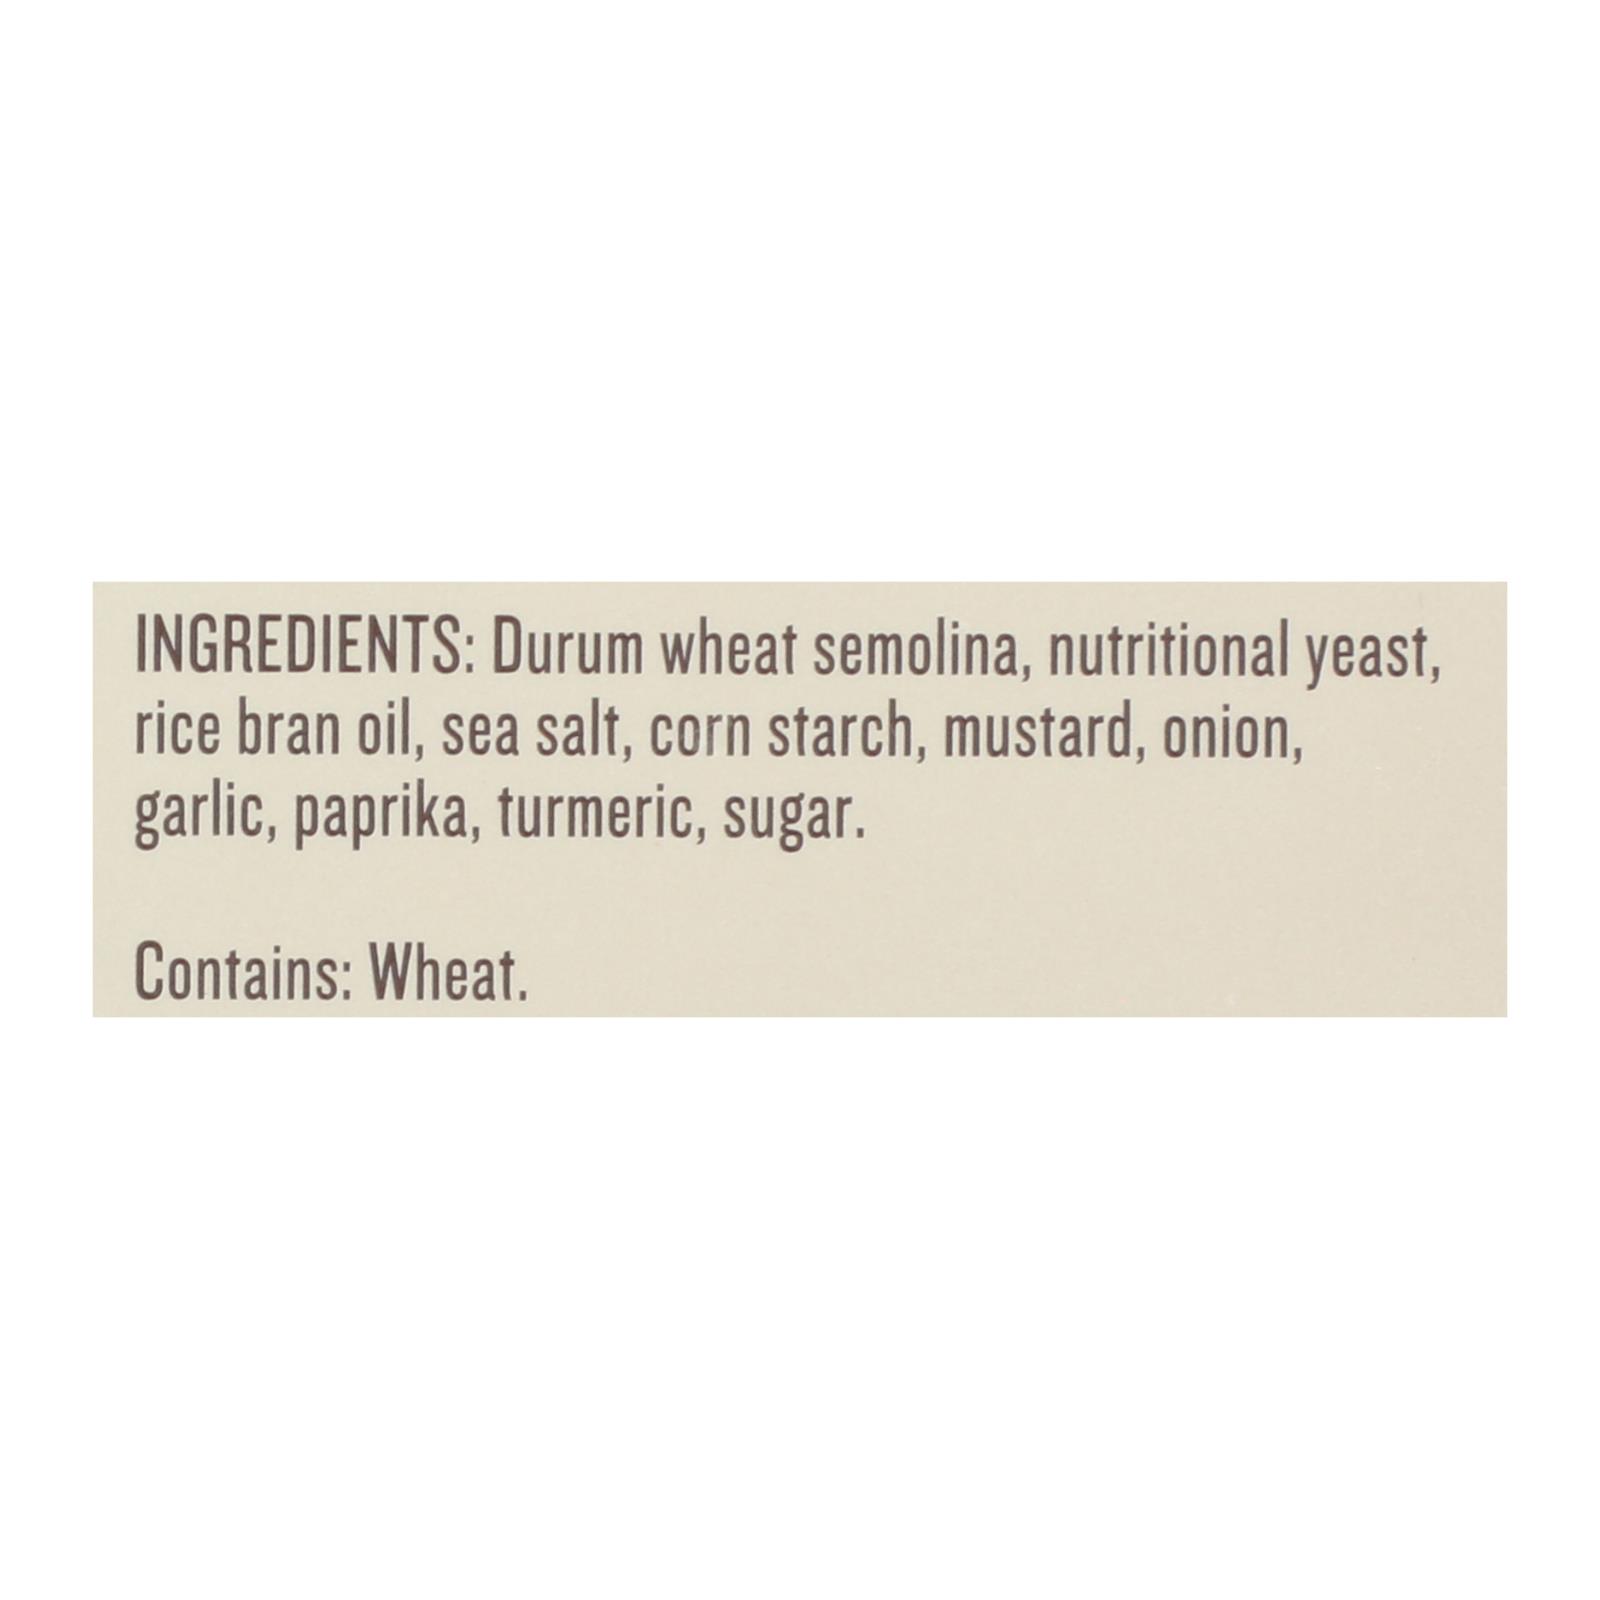 INGREDIENTS: Durum wheat semolina, nutritional yeast,
rice bran oil, sea salt, corn starch, mustard, onion,
garlic, paprika, turmeric, sugar.
Contains: Wheat.